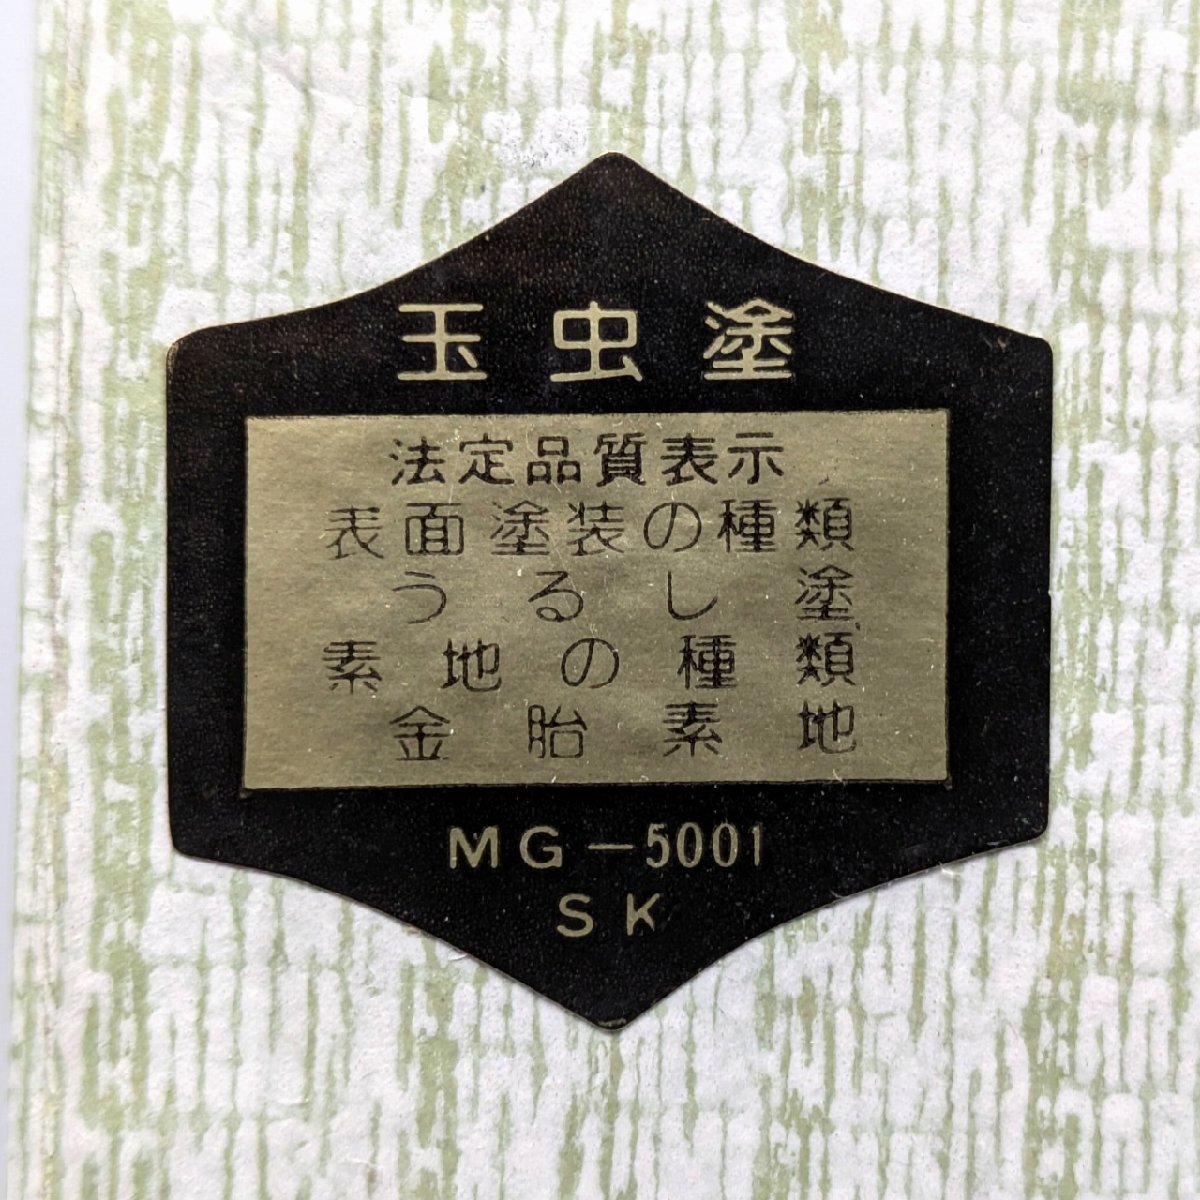 玉虫塗
法定品質表示
表面塗装の種類
うるし塗
素地の種類
金胎素地
MG－5001
SK